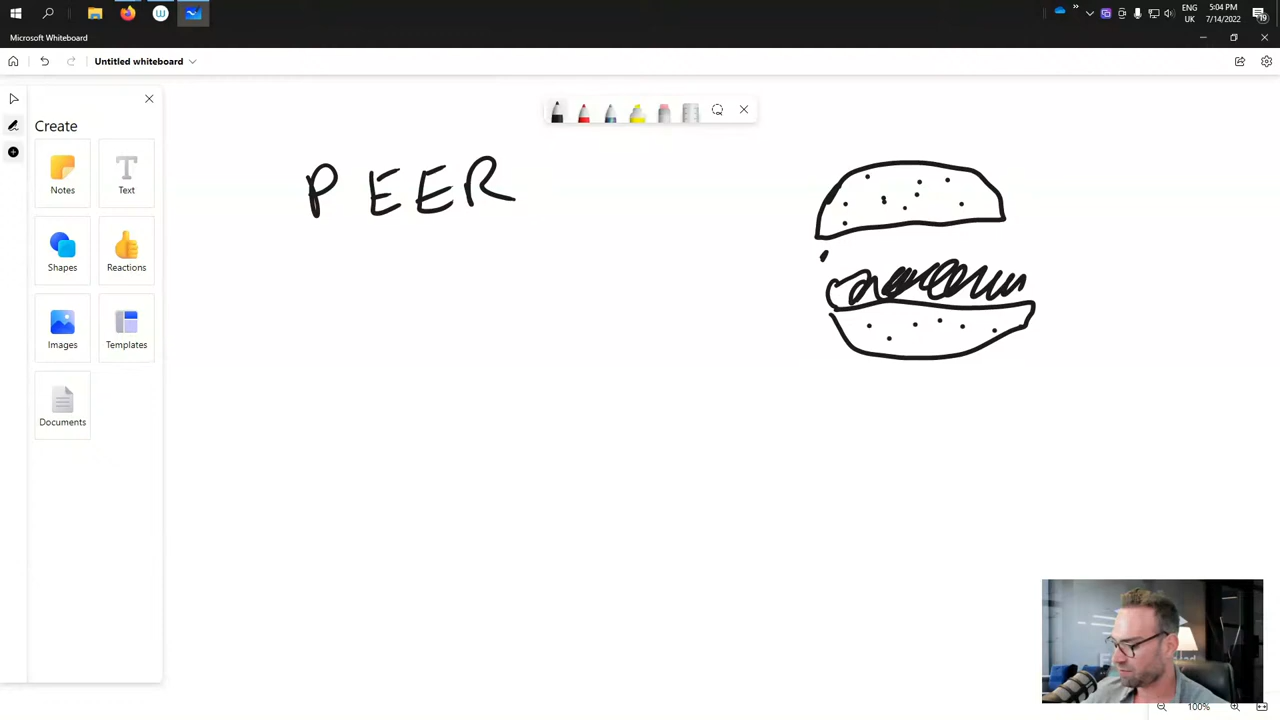 ENG
UK
5:04 PM
7/14/2022
19
Microsoft Whiteboard
Untitled whiteboard
Create
Notes
Text
Shapes
Reactions
Images
Templates
Documents
P E E R
100%